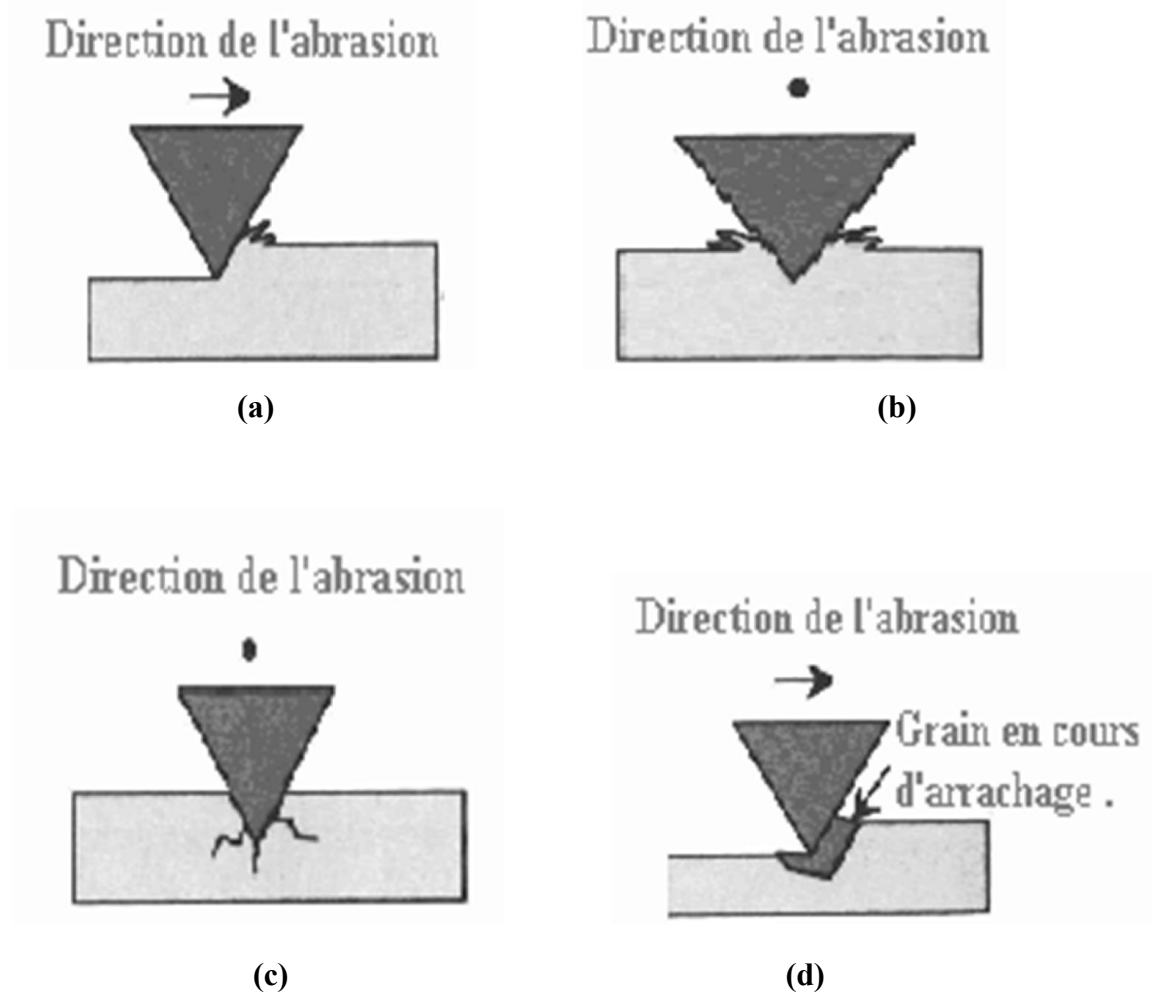 Direction de l'abrasion
Direction de l'abrasion
(a)
(b)
Direction de l'abrasion
Direction de l'abrasion
Grain en cours
d'arrachage .
(c)
(d)